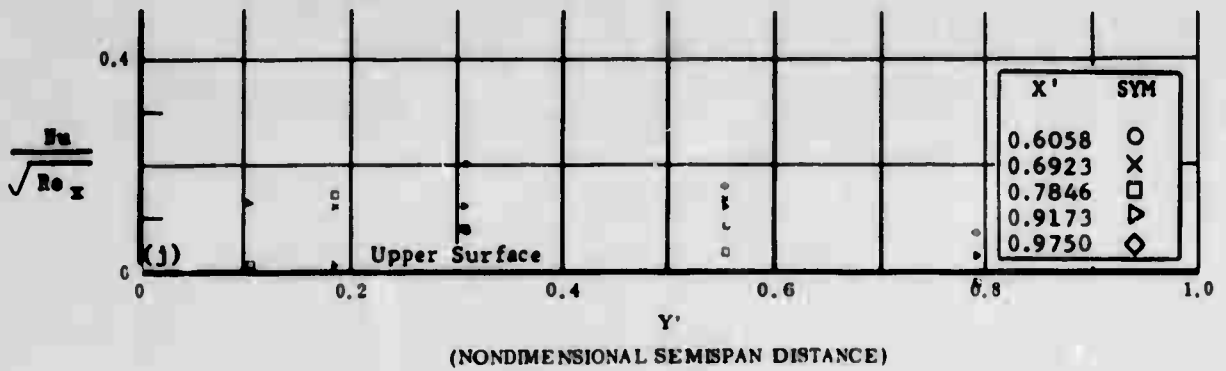 0.4
X' SYM
Nu
√Re x
0.6058 O
0.6923 X
0.7846 □
0.9173 ▷
0.9750 ◇
(j) Upper Surface
0
0 0.2 0.4 0.6 0.8 1.0
Y'
(NONDIMENSIONAL SEMISPAN DISTANCE)